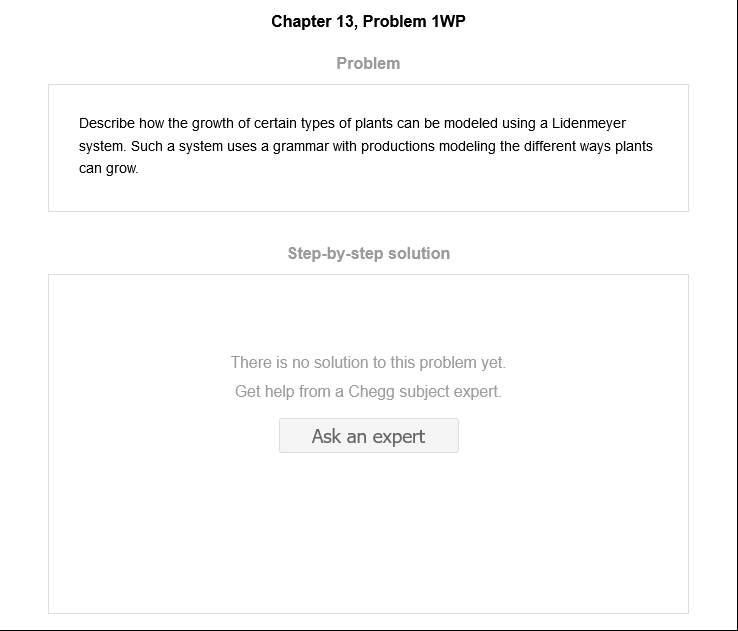 Chapter 13, Problem 1WP
Problem
Describe how the growth of certain types of plants can be modeled using a Lidenmeyer
system. Such a system uses a grammar with productions modeling the different ways plants
can grow.
Step-by-step solution
There is no solution to this problem yet.
Get help from a Chegg subject expert.
Ask an expert